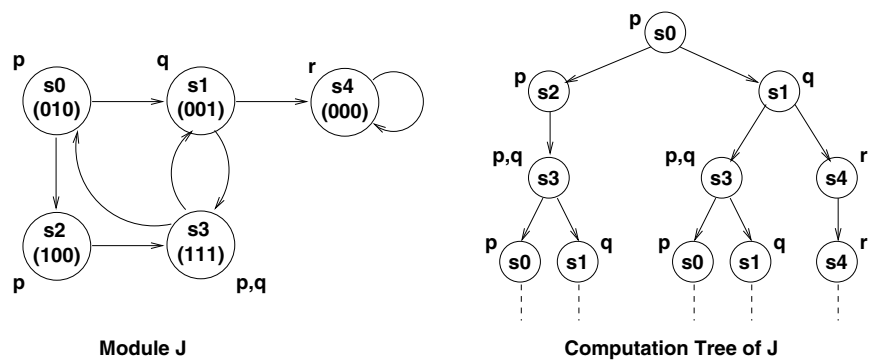 p
s0
(010)
q
s1
(001)
r
s4
(000)
s2
(100)
p
s3
(111)
p,q
Module J
p
s0
p
s2
q
s1
p,q
s3
p,q
s3
r
s4
p
s0
q
s1
p
s0
q
s1
r
s4
Computation Tree of J